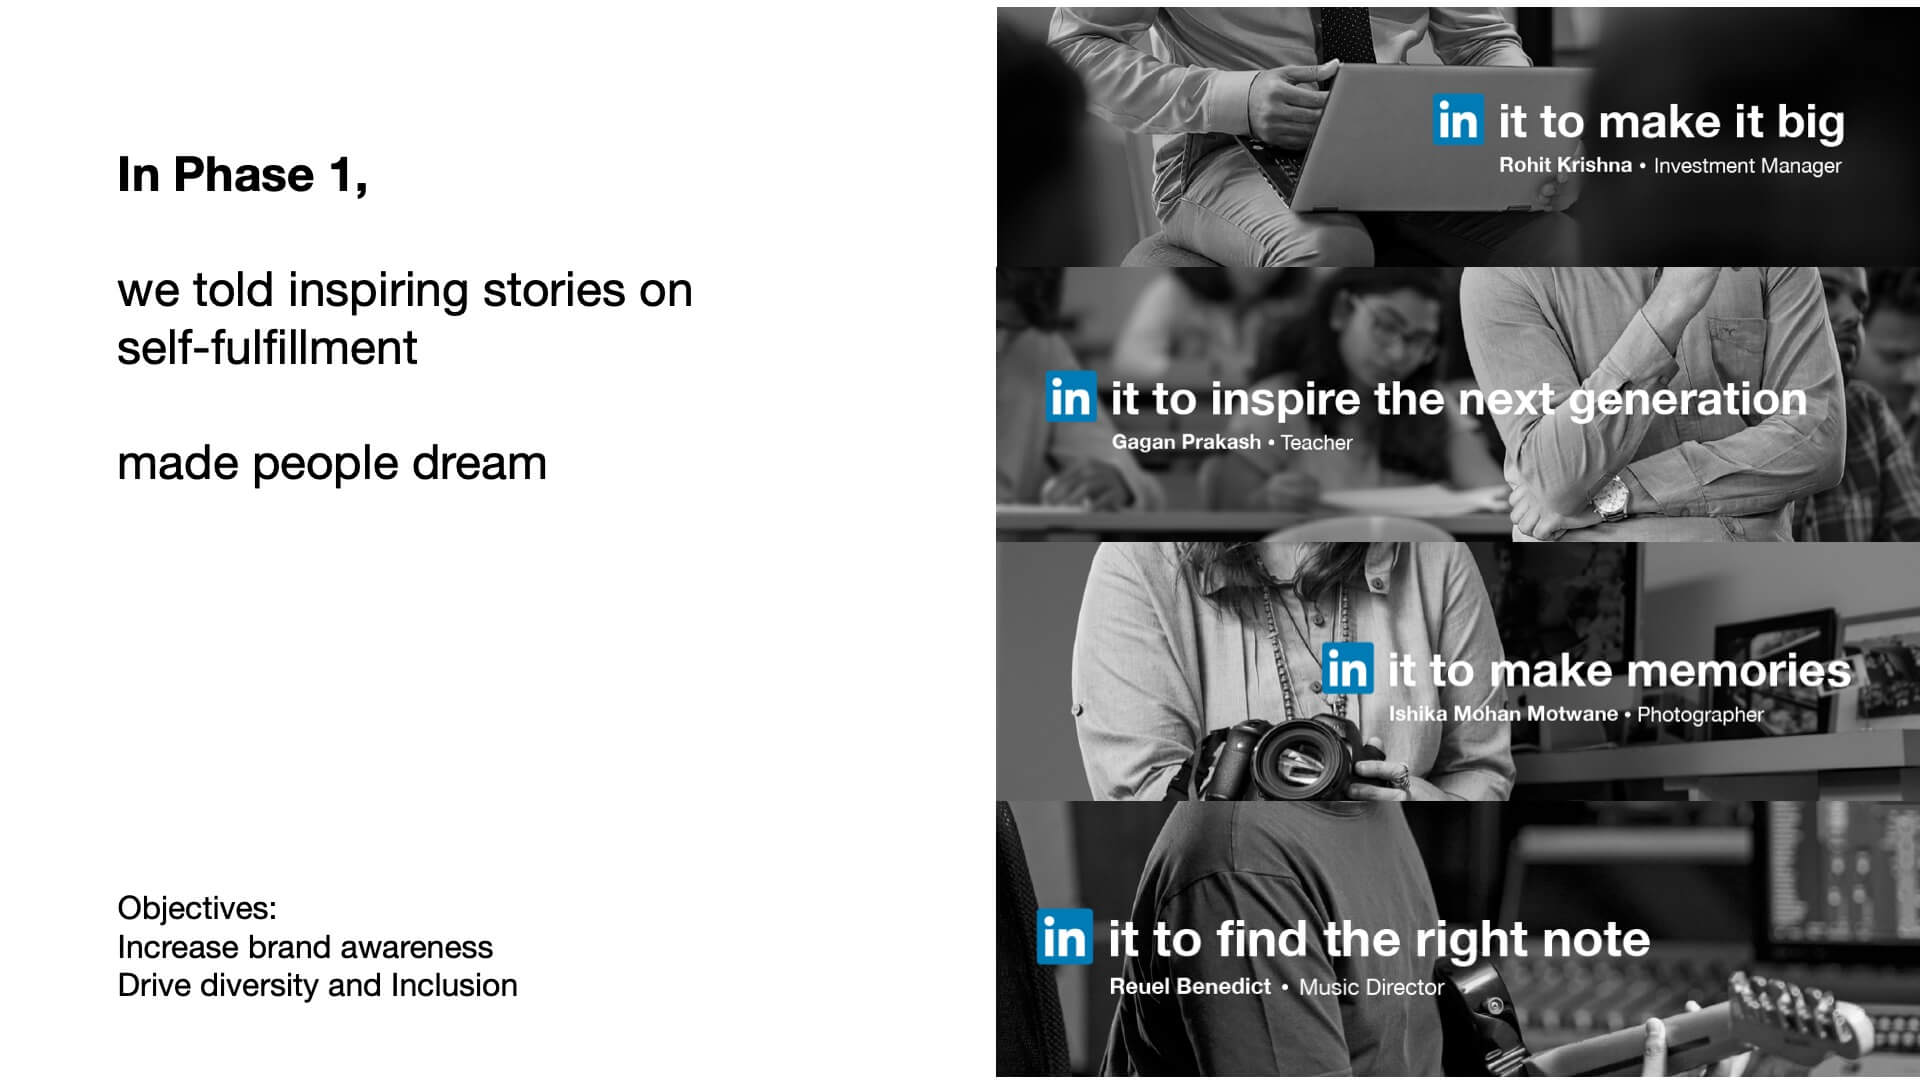 In Phase 1,
we told inspiring stories on
self-fulfillment
made people dream
Objectives:
Increase brand awareness
Drive diversity and Inclusion
in it to make it big
Rohit Krishna • Investment Manager
in it to inspire the next generation
Gagan Prakash • Teacher
in it to make memories
Ishika Mohan Motwane • Photographer
in it to find the right note
Reuel Benedict • Music Director